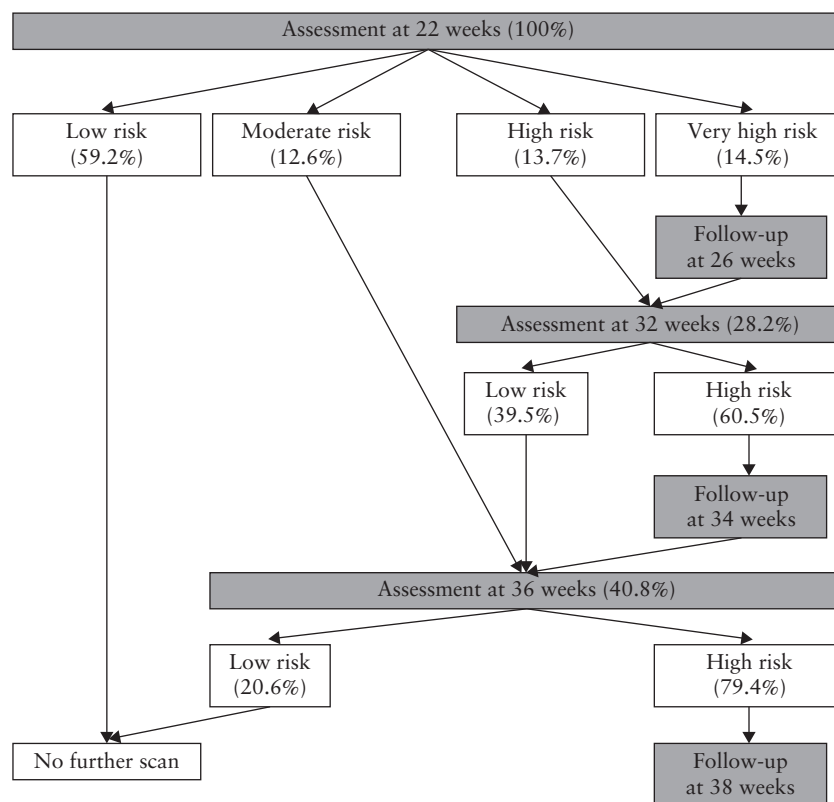 Assessment at 22 weeks (100%)
Low risk
(59.2%)
Moderate risk
(12.6%)
High risk
(13.7%)
Very high risk
(14.5%)
Follow-up
at 26 weeks
Assessment at 32 weeks (28.2%)
Low risk
(39.5%)
High risk
(60.5%)
Follow-up
at 34 weeks
Assessment at 36 weeks (40.8%)
Low risk
(20.6%)
High risk
(79.4%)
No further scan
Follow-up
at 38 weeks